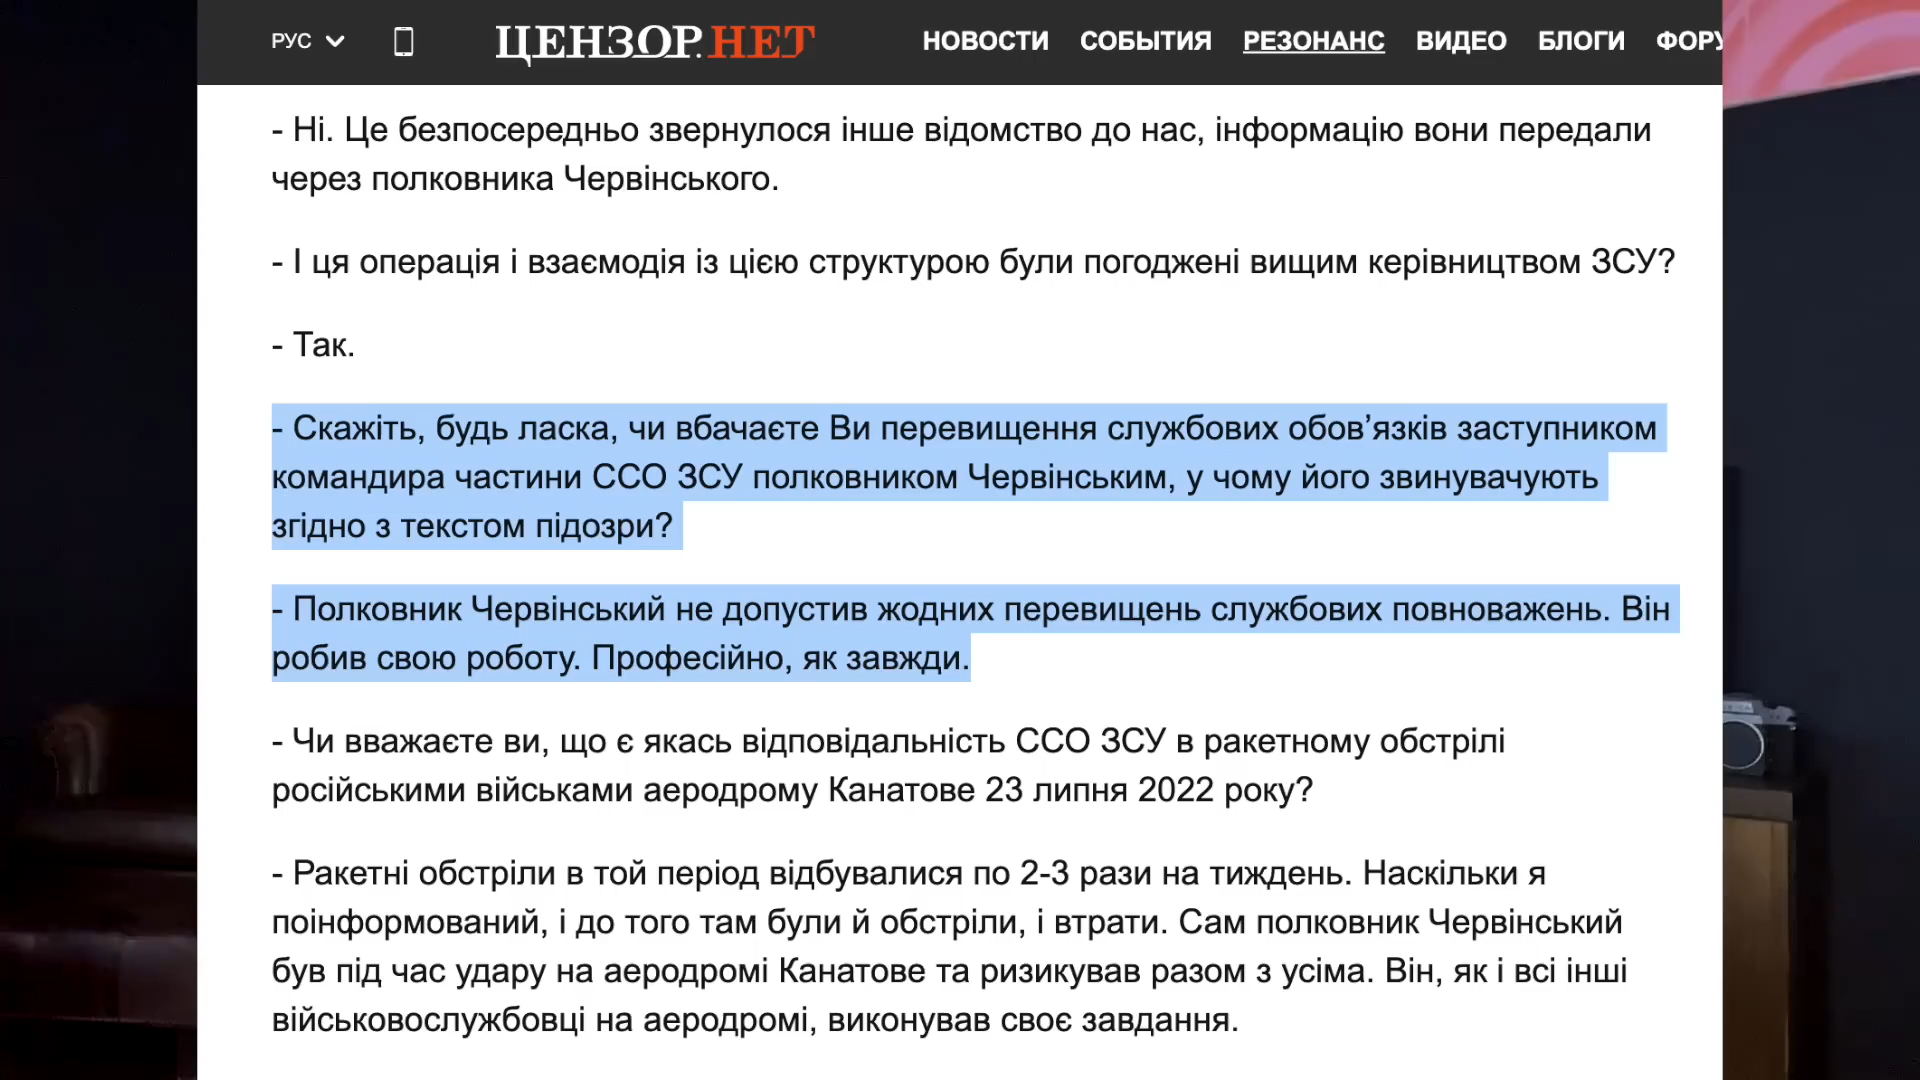 РУС
ЦЕНЗОР.НЕТ
НОВОСТИ СОБЫТИЯ РЕЗОНАНС ВИДЕО БЛОГИ ФОРУ
- Ні. Це безпосередньо звернулося інше відомство до нас, інформацію вони передали
через полковника Червінського.
- І ця операція і взаємодія із цією структурою були погоджені вищим керівництвом ЗСУ?
- Так.
- Скажіть, будь ласка, чи вбачаєте Ви перевищення службових обов’язків заступником
командира частини ССО ЗСУ полковником Червінським, у чому його звинувачують
згідно з текстом підозри?
- Полковник Червінський не допустив жодних перевищень службових повноважень. Він
робив свою роботу. Професійно, як завжди.
- Чи вважаєте ви, що є якась відповідальність ССО ЗСУ в ракетному обстрілі
російськими військами аеродрому Канатове 23 липня 2022 року?
- Ракетні обстріли в той період відбувалися по 2-3 рази на тиждень. Наскільки я
поінформований, і до того там були й обстріли, і втрати. Сам полковник Червінський
був під час удару на аеродромі Канатове та ризикував разом з усіма. Він, як і всі інші
військовослужбовці на аеродромі, виконував своє завдання.